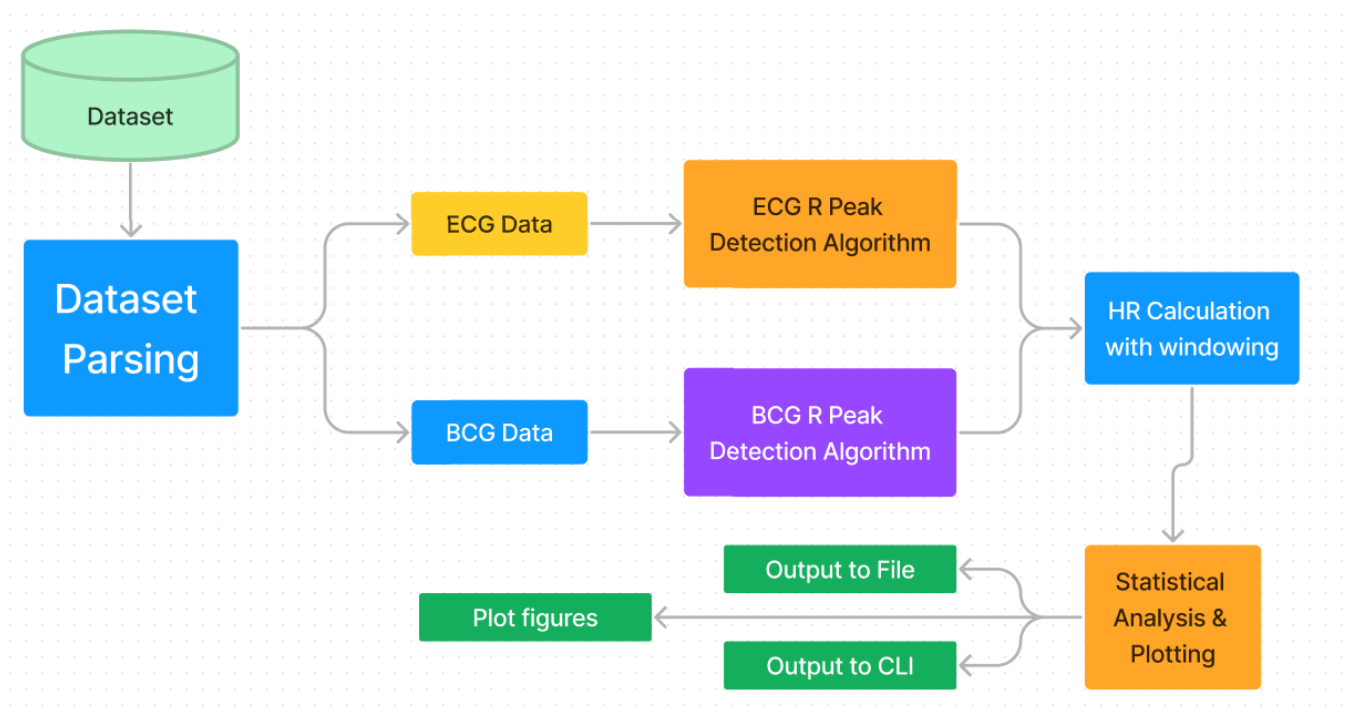 Dataset
Dataset
Parsing
ECG Data
ECG R Peak
Detection Algorithm
BCG Data
BCG R Peak
Detection Algorithm
HR Calculation
with windowing
Statistical
Analysis &
Plotting
Output to File
Plot figures
Output to CLI